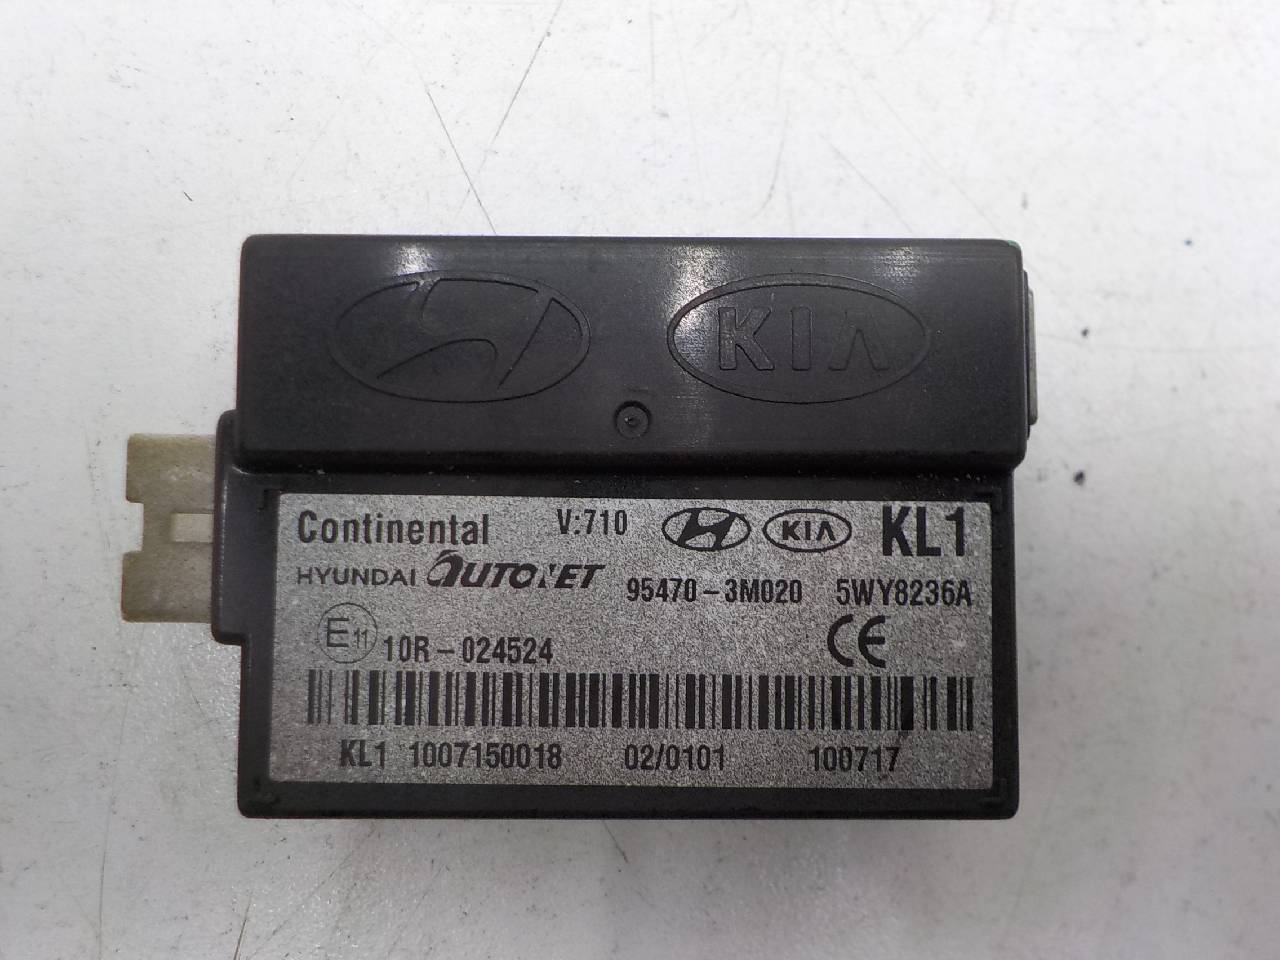 KIA
Continental V:710 KIA KL1
HYUNDAI AUTONET 95470-3M020 5WY8236A
E11 10R-024524 CE
KL1 1007150018 02/0101 100717